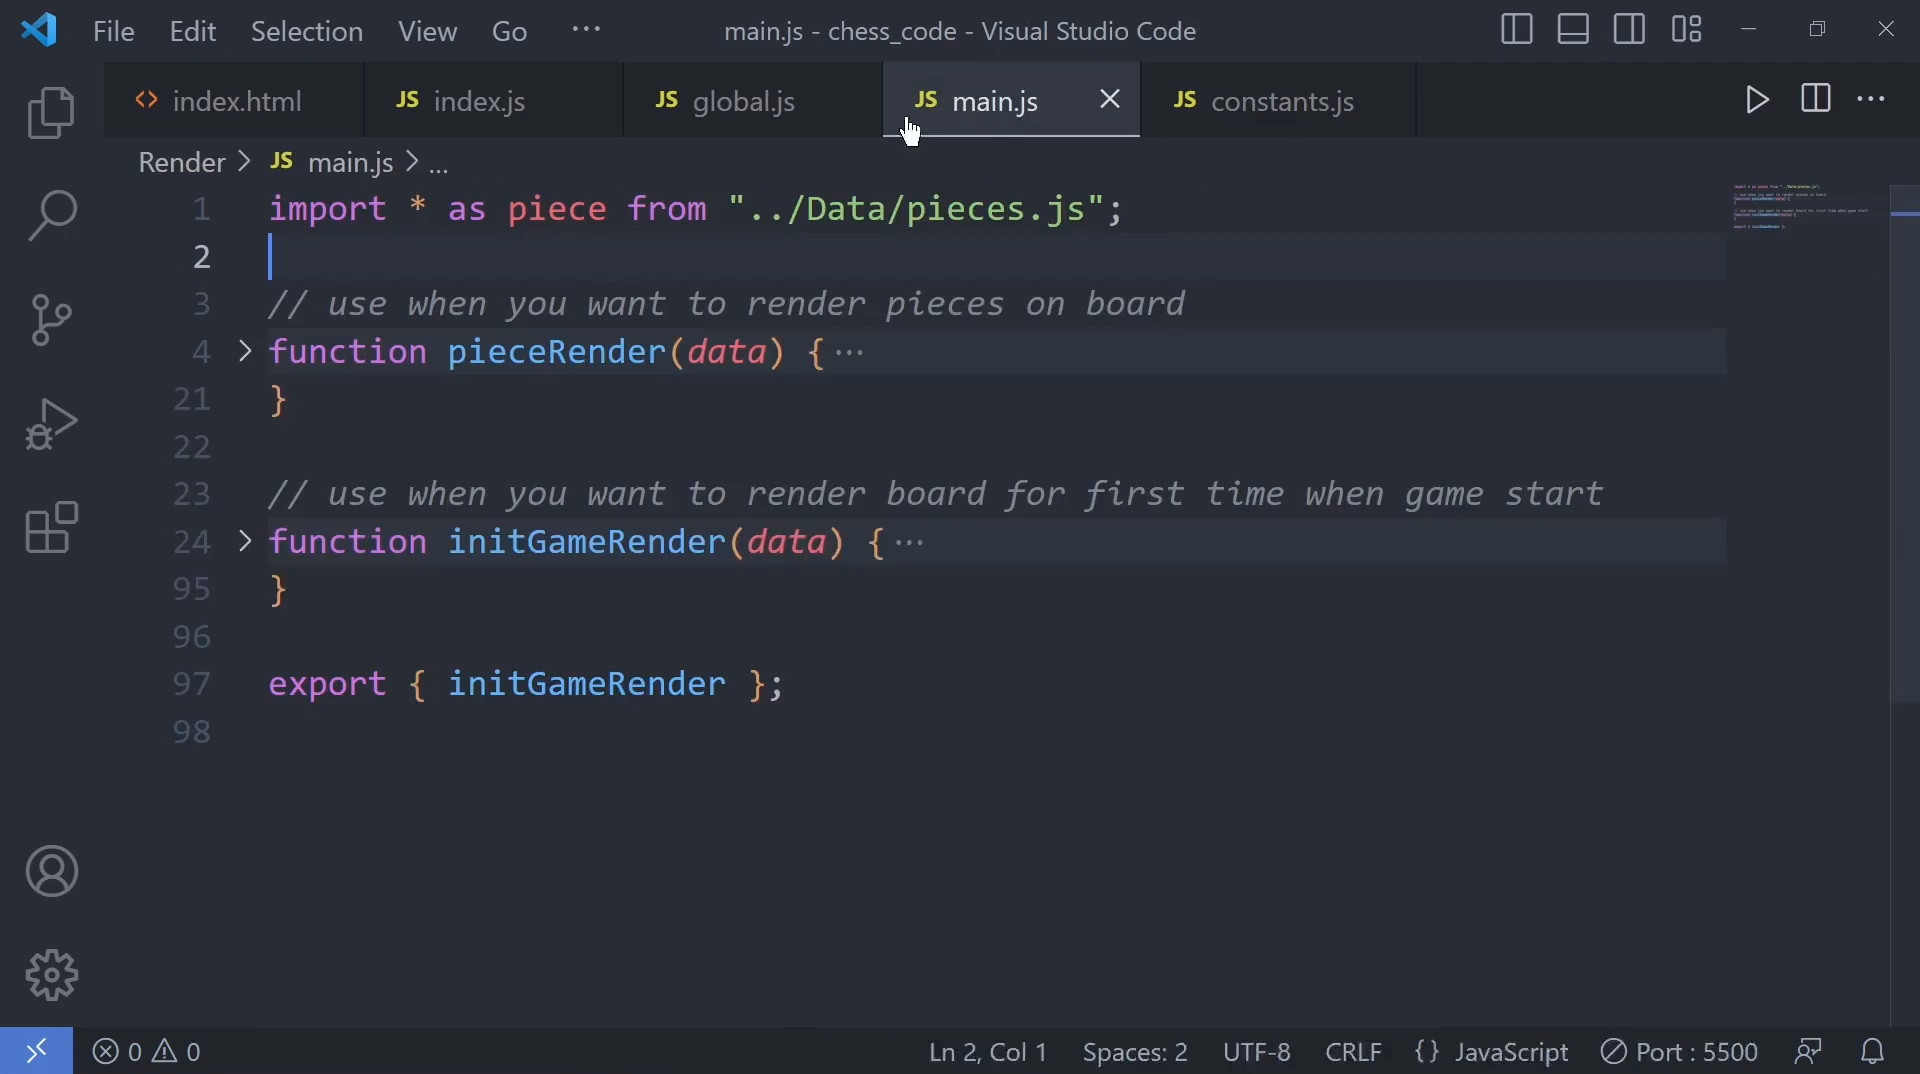 File Edit Selection View Go ··· main.js - chess_code - Visual Studio Code
<> index.html JS index.js JS global.js JS main.js JS constants.js ···
Render > JS main.js > ...
1 import * as piece from "../Data/pieces.js";
2
3 // use when you want to render pieces on board
4 > function pieceRender(data) { ···
21 }
22
23 // use when you want to render board for first time when game start
24 > function initGameRender(data) { ···
95 }
96
97 export { initGameRender };
98
0 0 Ln 2, Col 1 Spaces: 2 UTF-8 CRLF {} JavaScript Port : 5500